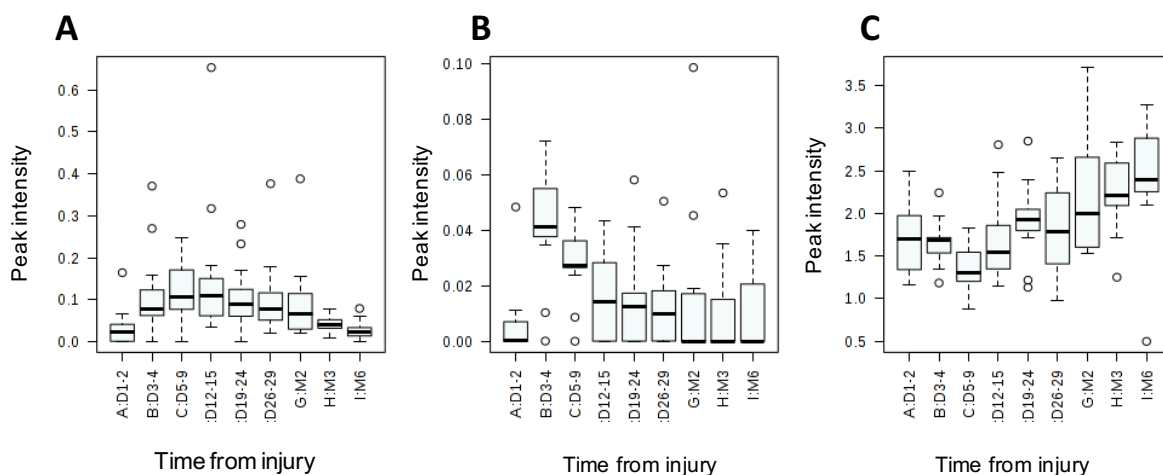 A
B
C
Peak intensity
0.6
0.5
0.4
0.3
0.2
0.1
0.0
A:D1-2
B:D3-4
C:D5-9
:D12-15
:D19-24
:D26-29
G:M2
H:M3
I:M6
Time from injury
Peak intensity
0.10
0.08
0.06
0.04
0.02
0.00
A:D1-2
B:D3-4
C:D5-9
:D12-15
:D19-24
:D26-29
G:M2
H:M3
I:M6
Time from injury
Peak intensity
3.5
3.0
2.5
2.0
1.5
1.0
0.5
A:D1-2
B:D3-4
C:D5-9
:D12-15
:D19-24
:D26-29
G:M2
H:M3
I:M6
Time from injury